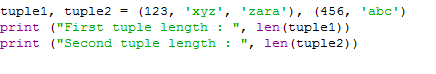 tuple1, tuple2 = (123, 'xyz', 'zara'), (456, 'abc')
print ("First tuple length : ", len(tuple1))
print ("Second tuple length : ", len(tuple2))